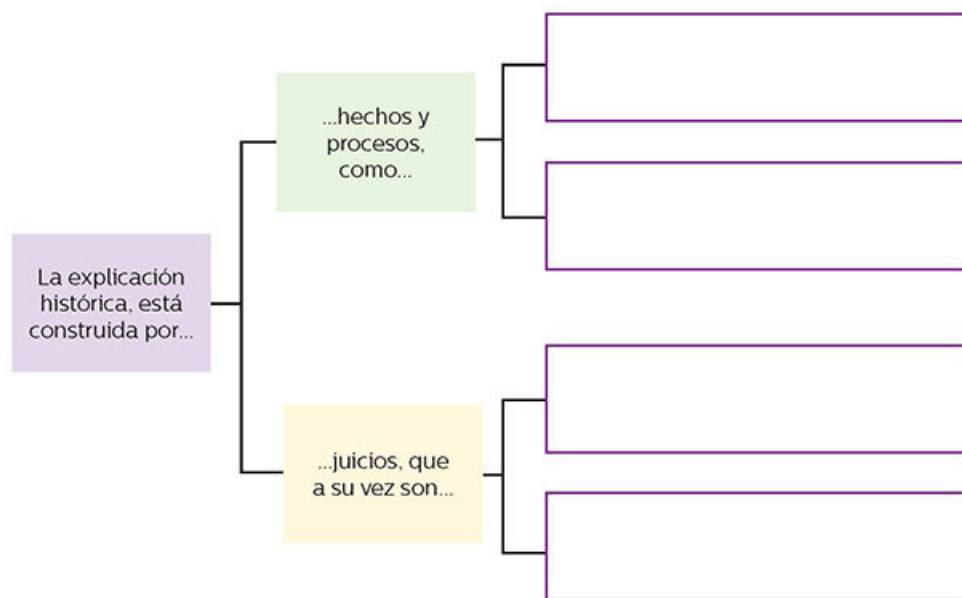 ...hechos y
procesos,
como...
La explicación
histórica, está
construida por...
...juicios, que
a su vez son...